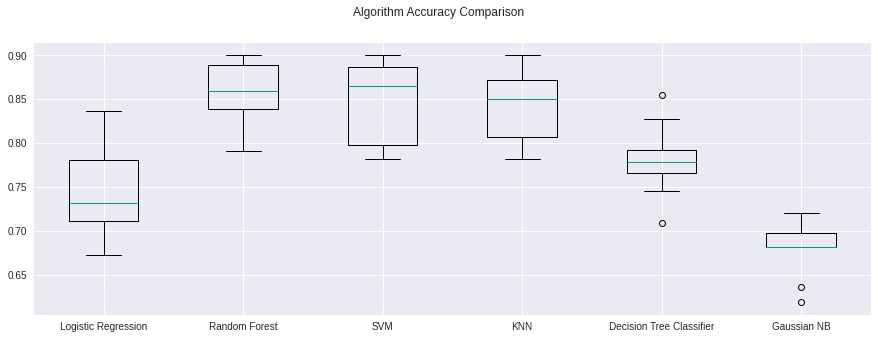 Algorithm Accuracy Comparison
0.90
0.85
0.80
0.75
0.70
0.65
Logistic Regression
Random Forest
SVM
KNN
Decision Tree Classifier
Gaussian NB